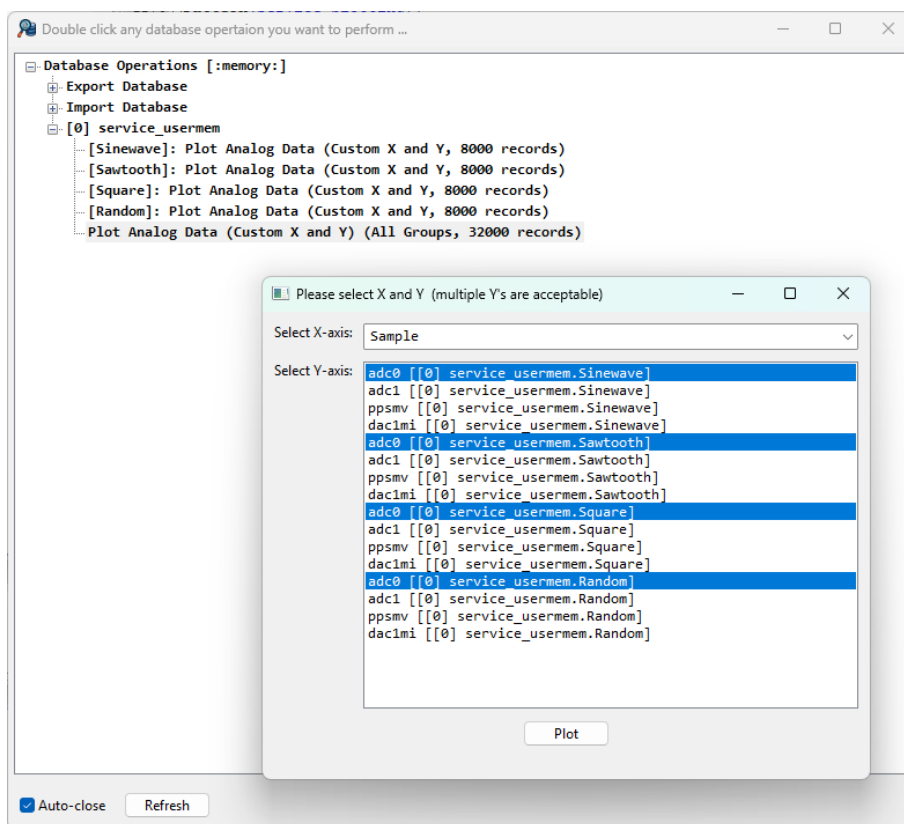 Double click any database opertaion you want to perform ...
Database Operations [:memory:]
Export Database
Import Database
[0] service_usermem
[Sinewave]: Plot Analog Data (Custom X and Y, 8000 records)
[Sawtooth]: Plot Analog Data (Custom X and Y, 8000 records)
[Square]: Plot Analog Data (Custom X and Y, 8000 records)
[Random]: Plot Analog Data (Custom X and Y, 8000 records)
Plot Analog Data (Custom X and Y) (All Groups, 32000 records)
Please select X and Y (multiple Y's are acceptable)
Select X-axis: Sample
Select Y-axis:
adc0 [[0] service_usermem.Sinewave]
adc1 [[0] service_usermem.Sinewave]
ppsmv [[0] service_usermem.Sinewave]
dac1mi [[0] service_usermem.Sinewave]
adc0 [[0] service_usermem.Sawtooth]
adc1 [[0] service_usermem.Sawtooth]
ppsmv [[0] service_usermem.Sawtooth]
dac1mi [[0] service_usermem.Sawtooth]
adc0 [[0] service_usermem.Square]
adc1 [[0] service_usermem.Square]
ppsmv [[0] service_usermem.Square]
dac1mi [[0] service_usermem.Square]
adc0 [[0] service_usermem.Random]
adc1 [[0] service_usermem.Random]
ppsmv [[0] service_usermem.Random]
dac1mi [[0] service_usermem.Random]
Plot
Auto-close
Refresh